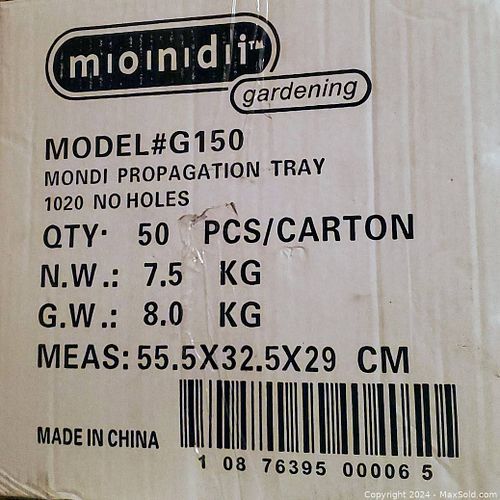 mondi™
gardening
MODEL#G150
MONDI PROPAGATION TRAY
1020 NO HOLES
QTY· 50 PCS/CARTON
N.W.: 7.5 KG
G.W.: 8.0 KG
MEAS: 55.5X32.5X29 CM
MADE IN CHINA
1 08 76395 00006 5
Copyright 2024 - MaxSold.com